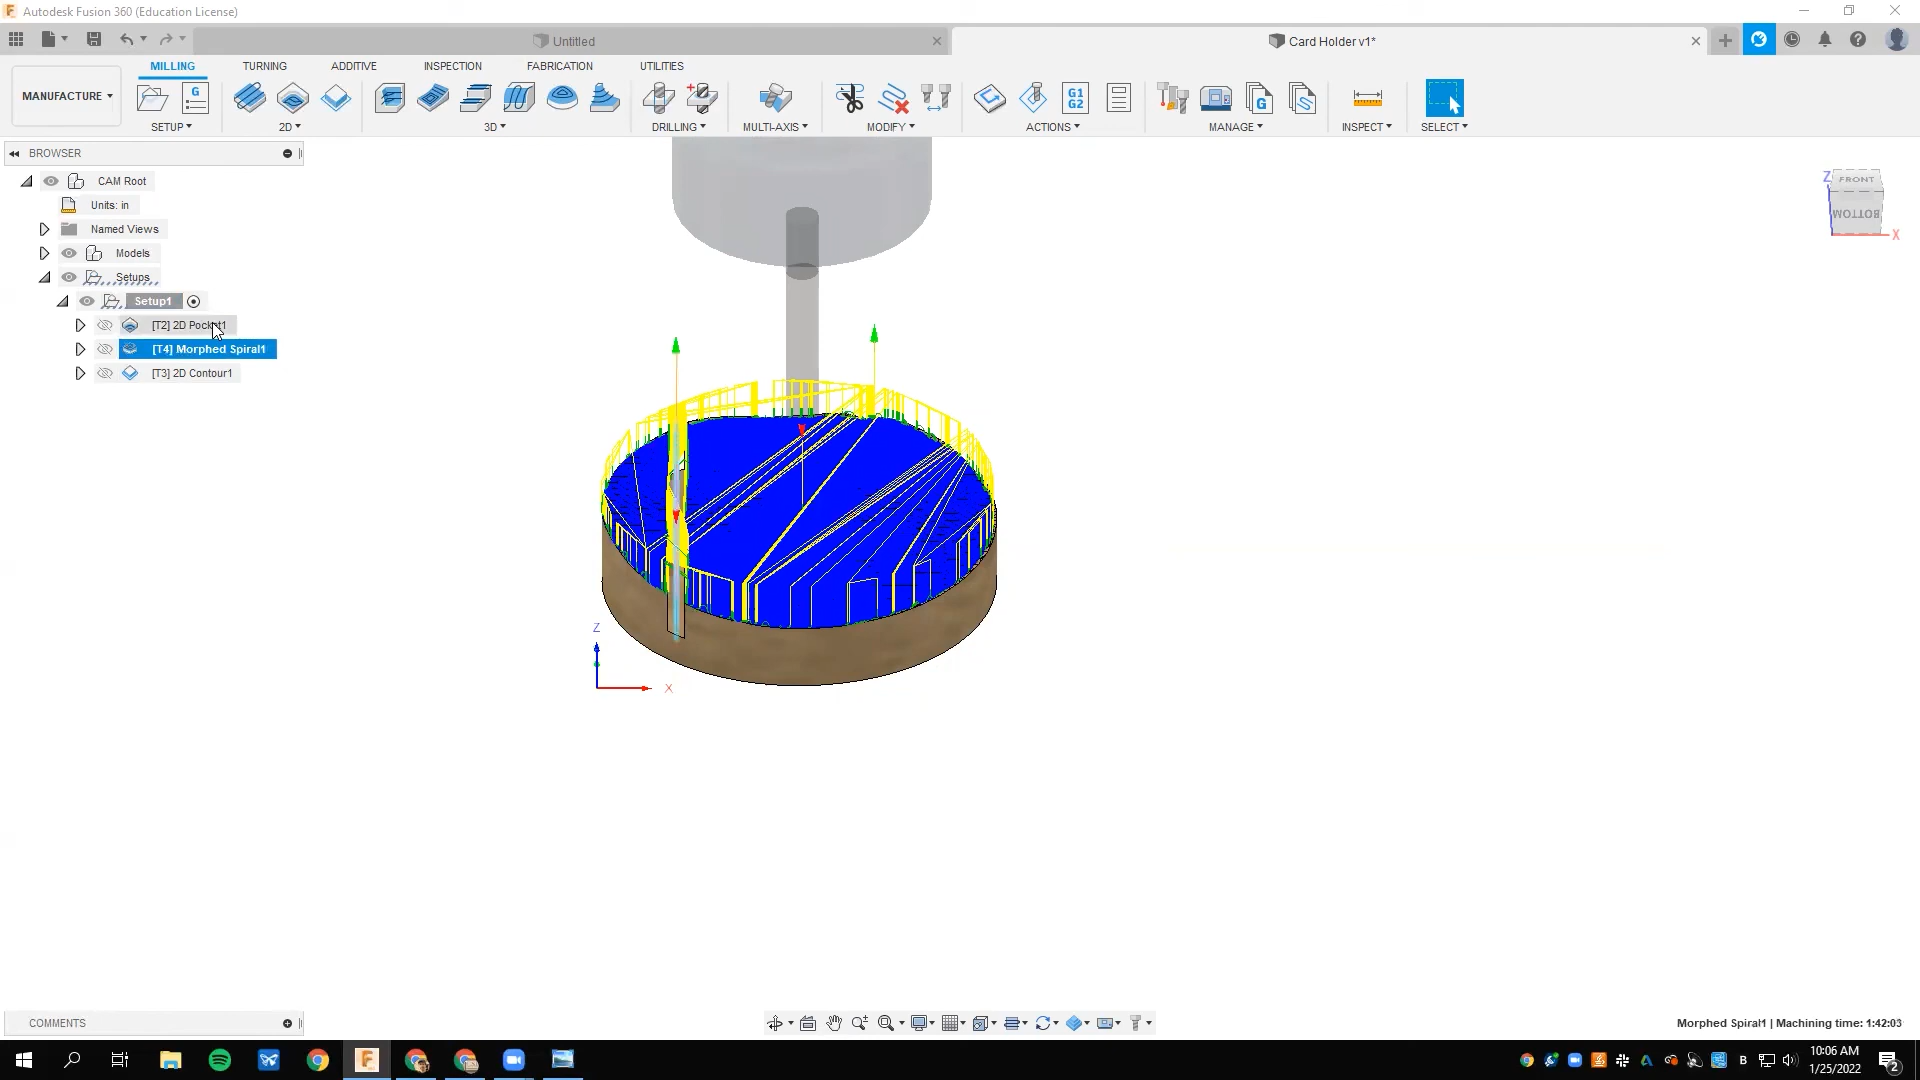 Autodesk Fusion 360 (Education License)
Untitled
Card Holder v1*
MILLING
TURNING
ADDITIVE
INSPECTION
FABRICATION
UTILITIES
MANUFACTURE
SETUP
2D
3D
DRILLING
MULTI-AXIS
MODIFY
G1
G2
ACTIONS
MANAGE
INSPECT
SELECT
BROWSER
CAM Root
Units: in
Named Views
Models
Setups
Setup1
[T2] 2D Pocket1
[T4] Morphed Spiral1
[T3] 2D Contour1
FRONT
BOTTOM
Z
X
Z
X
COMMENTS
Morphed Spiral1 | Machining time: 1:42:03
10:06 AM
1/25/2022
2